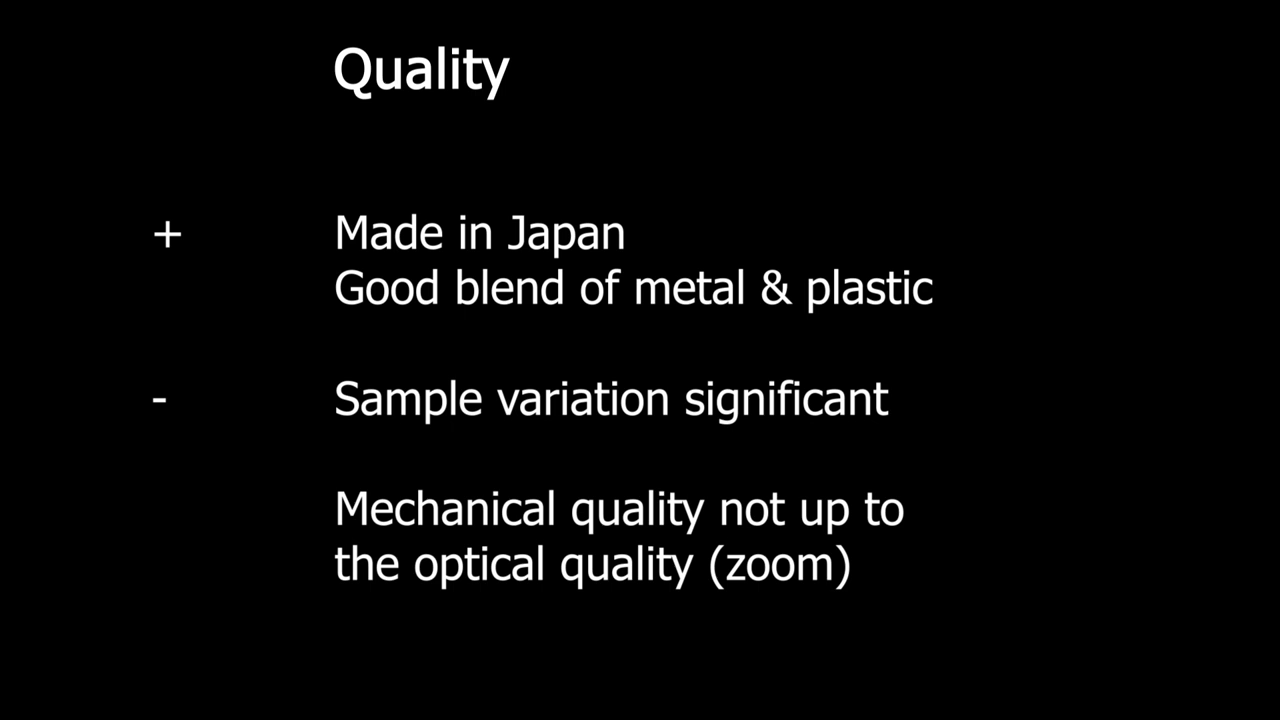 Quality
+ Made in Japan
Good blend of metal & plastic
- Sample variation significant
Mechanical quality not up to
the optical quality (zoom)